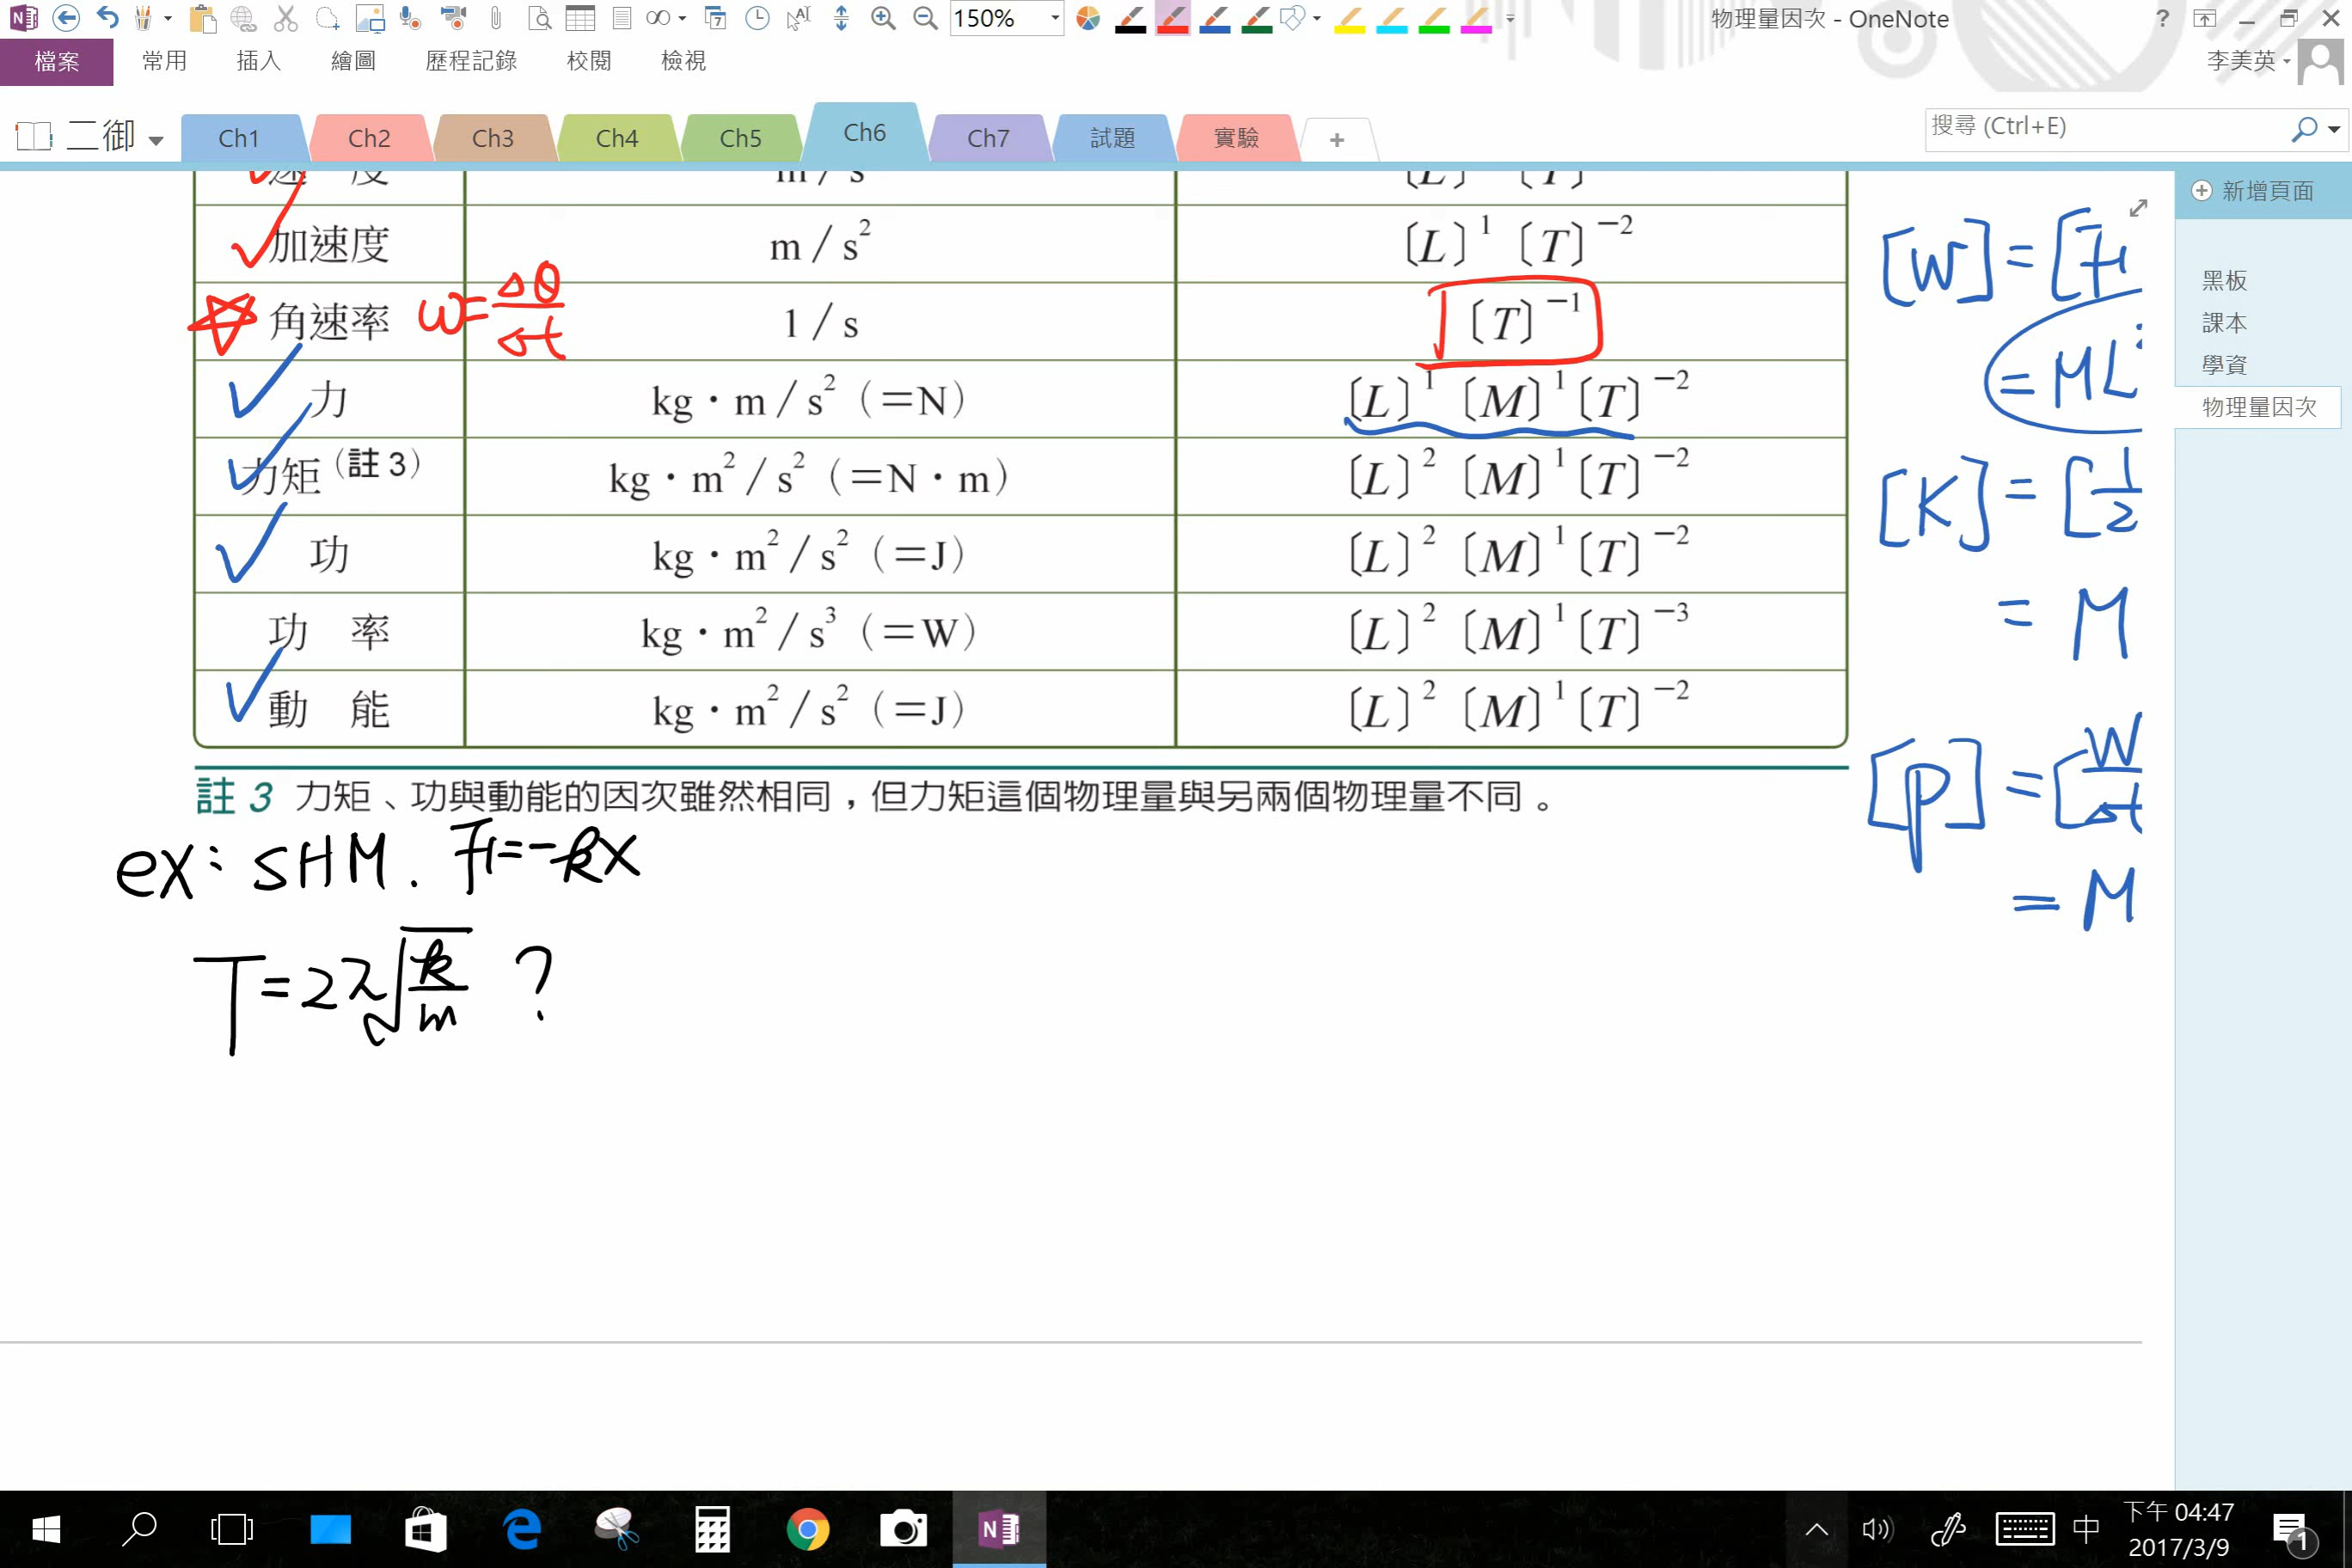 150%
物理量因次 - OneNote
?
檔案 常用 插入 繪圖 歷程記錄 校閱 檢視
李美英
二御 Ch1 Ch2 Ch3 Ch4 Ch5 Ch6 Ch7 試題 實驗 +
搜尋 (Ctrl+E)
新增頁面
黑板
課本
學資
物理量因次
速 度 m / s 〔L〕 〔T〕
加速度 m / s² 〔L〕¹ 〔T〕⁻²
角速率 ω=Δθ/Δt 1 / s 〔T〕⁻¹
力 kg · m / s² (=N) 〔L〕¹ 〔M〕¹〔T〕⁻²
力矩(註 3) kg · m² / s² (=N · m) 〔L〕² 〔M〕¹〔T〕⁻²
功 kg · m² / s² (=J) 〔L〕² 〔M〕¹〔T〕⁻²
功 率 kg · m² / s³ (=W) 〔L〕² 〔M〕¹〔T〕⁻³
動 能 kg · m² / s² (=J) 〔L〕² 〔M〕¹〔T〕⁻²
註 3 力矩、功與動能的因次雖然相同，但力矩這個物理量與另兩個物理量不同。
ex: SHM. F=-kx
T=2π√(k/m) ?
[W]=[F
=ML
[K]=[1/2
=M
[P]=[W/Δt
=M
中
下午 04:47
2017/3/9
1